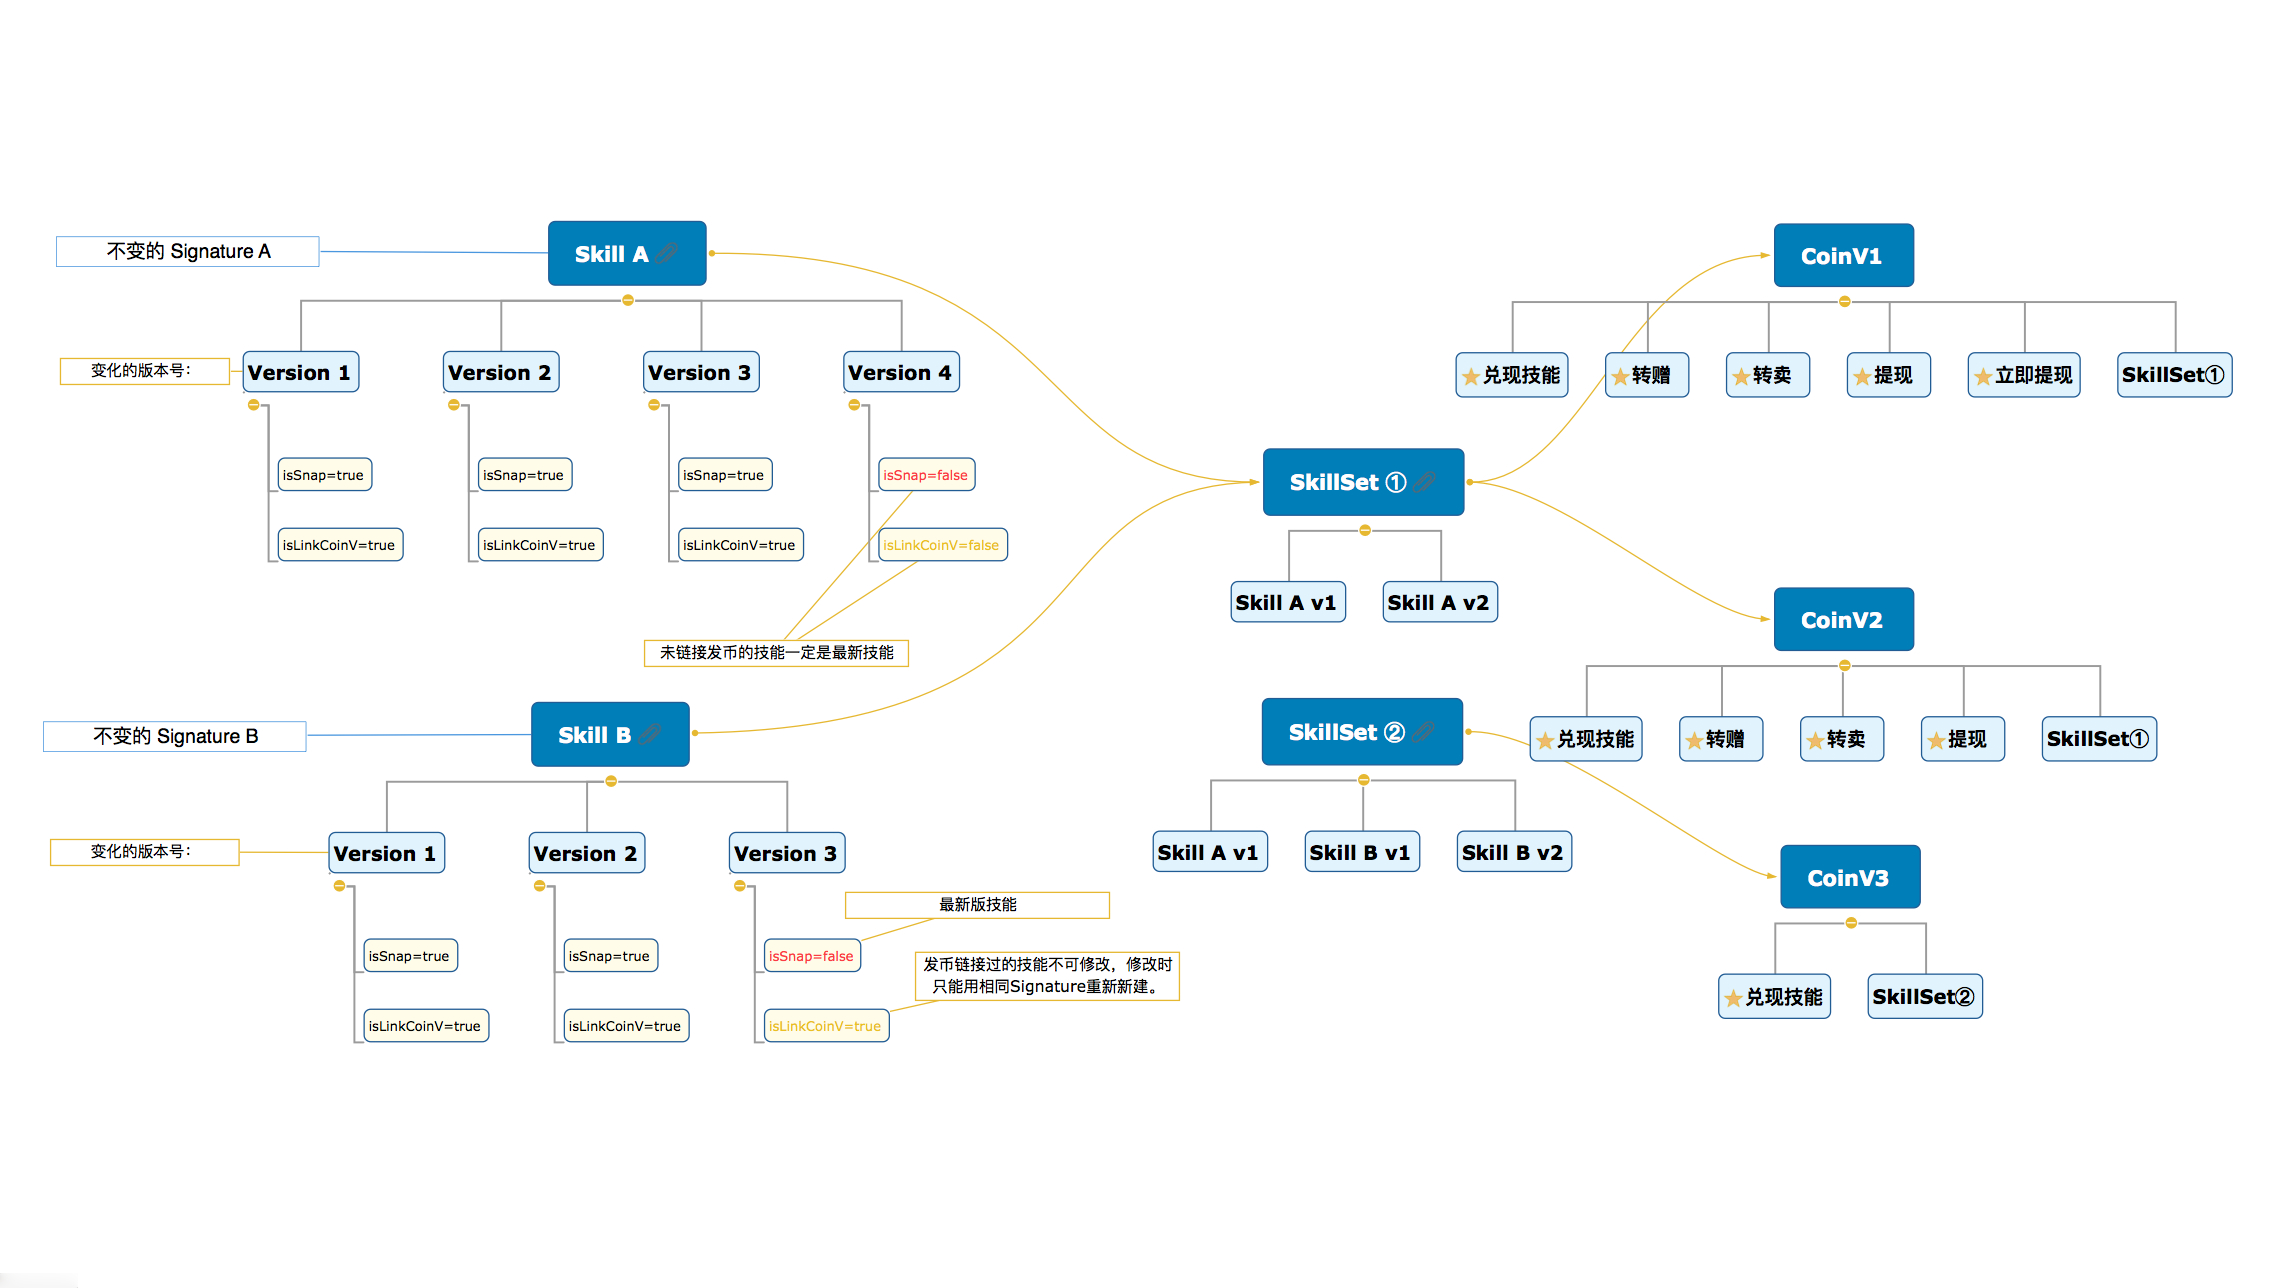 不变的 Signature A
Skill A
变化的版本号：
Version 1
Version 2
Version 3
Version 4
isSnap=true
isSnap=true
isSnap=true
isSnap=false
isLinkCoinV=true
isLinkCoinV=true
isLinkCoinV=true
isLinkCoinV=false
未链接发币的技能一定是最新技能
不变的 Signature B
Skill B
变化的版本号：
Version 1
Version 2
Version 3
最新版技能
isSnap=true
isSnap=true
isSnap=false
发币链接过的技能不可修改，修改时
只能用相同Signature重新新建。
isLinkCoinV=true
isLinkCoinV=true
isLinkCoinV=true
SkillSet ①
Skill A v1
Skill A v2
SkillSet ②
Skill A v1
Skill B v1
Skill B v2
CoinV1
兑现技能
转赠
转卖
提现
立即提现
SkillSet①
CoinV2
兑现技能
转赠
转卖
提现
SkillSet①
CoinV3
兑现技能
SkillSet②